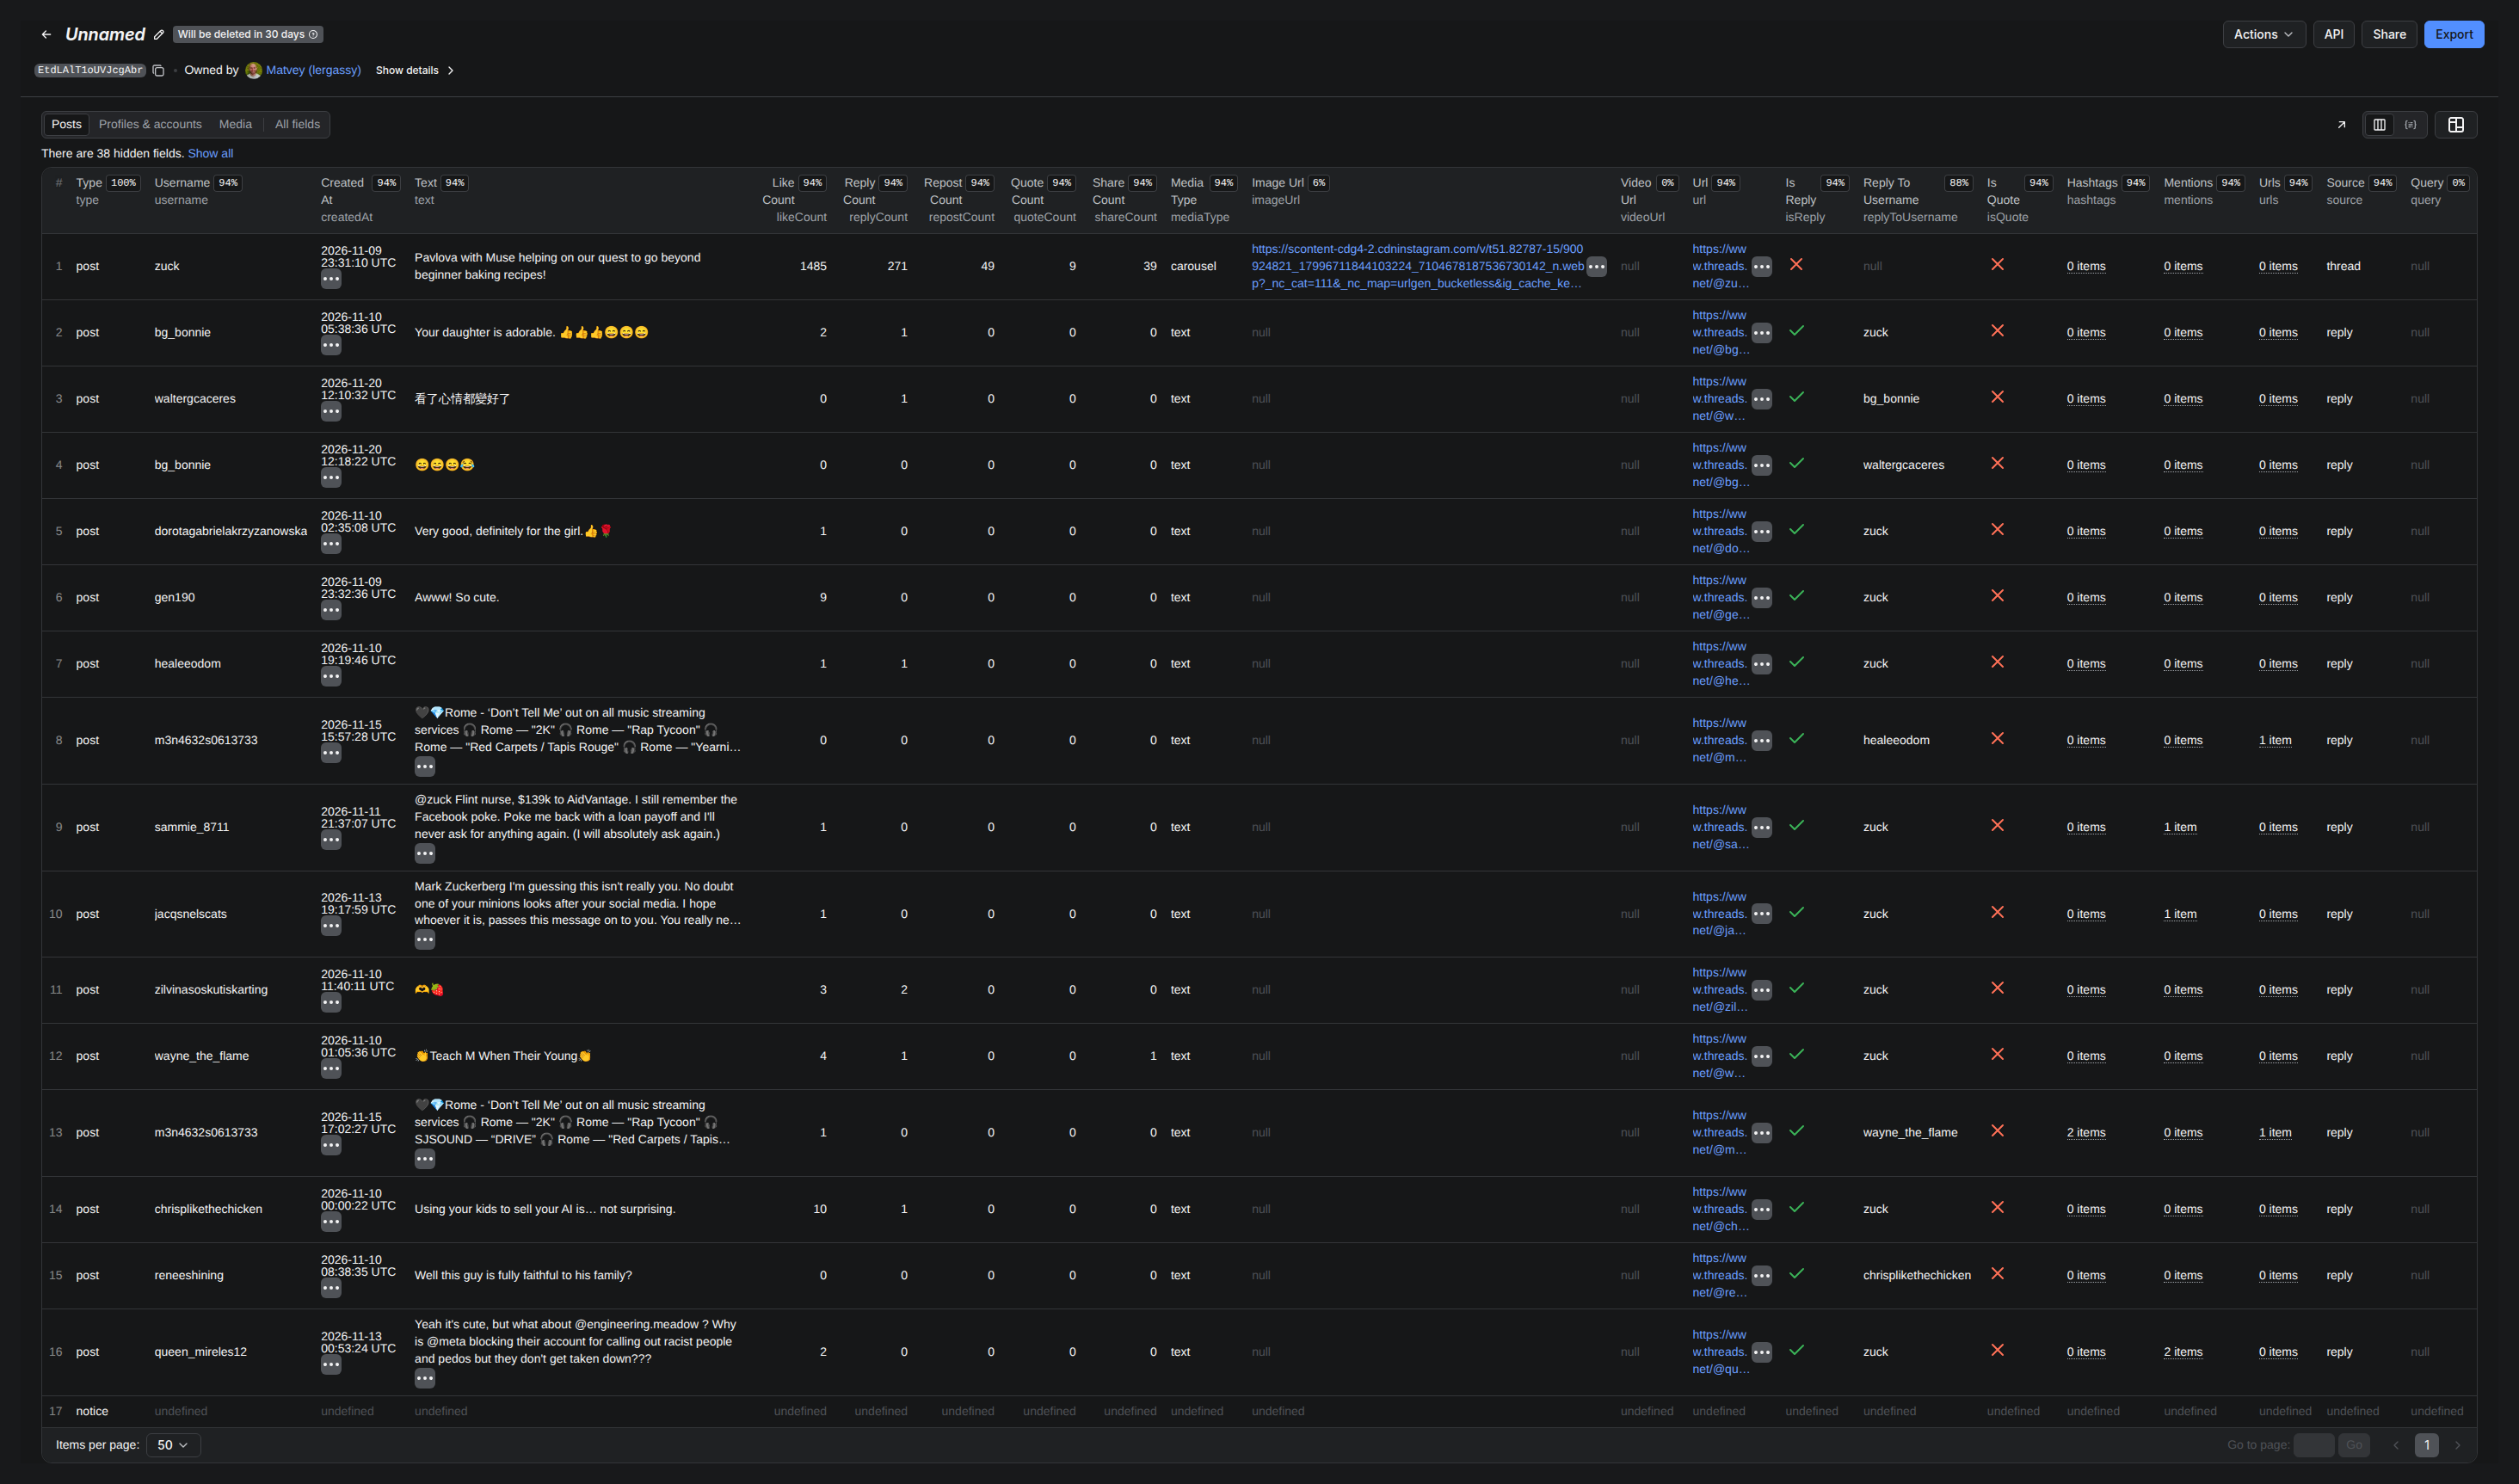 Unnamed Will be deleted in 30 days
Actions API Share Export
EtdLAlT1oUVJcgAbr Owned by Matvey (lergassy) Show details
Posts Profiles & accounts Media All fields
There are 38 hidden fields. Show all
# Type 100% Username 94% Created At 94% Text 94% Like Count 94% Reply Count 94% Repost Count 94% Quote Count 94% Share Count 94% Media Type 94% Image Url 6% Video Url 0% Url 94% Is Reply 94% Reply To Username 88% Is Quote 94% Hashtags 94% Mentions 94% Urls 94% Source 94% Query 0%
type username createdAt text likeCount replyCount repostCount quoteCount shareCount mediaType imageUrl videoUrl url isReply replyToUsername isQuote hashtags mentions urls source query
1 post zuck 2026-11-09 23:31:10 UTC Pavlova with Muse helping on our quest to go beyond beginner baking recipes! 1485 271 49 9 39 carousel https://scontent-cdg4-2.cdninstagram.com/v/t51.82787-15/900924821_17996711844103224_7104678187536730142_n.webp?_nc_cat=111&_nc_map=urlgen_bucketless&ig_cache_ke… null https://www.threads.net/@zu… null 0 items 0 items 0 items thread null
2 post bg_bonnie 2026-11-10 05:38:36 UTC Your daughter is adorable. 👍👍👍😄😄😄 2 1 0 0 0 text null null https://www.threads.net/@bg… zuck 0 items 0 items 0 items reply null
3 post waltergcaceres 2026-11-20 12:10:32 UTC 看了心情都變好了 0 1 0 0 0 text null null https://www.threads.net/@w… bg_bonnie 0 items 0 items 0 items reply null
4 post bg_bonnie 2026-11-20 12:18:22 UTC 😄😄😄😂 0 0 0 0 0 text null null https://www.threads.net/@bg… waltergcaceres 0 items 0 items 0 items reply null
5 post dorotagabrielakrzyzanowska 2026-11-10 02:35:08 UTC Very good, definitely for the girl.👍🌹 1 0 0 0 0 text null null https://www.threads.net/@do… zuck 0 items 0 items 0 items reply null
6 post gen190 2026-11-09 23:32:36 UTC Awww! So cute. 9 0 0 0 0 text null null https://www.threads.net/@ge… zuck 0 items 0 items 0 items reply null
7 post healeeodom 2026-11-10 19:19:46 UTC 1 1 0 0 0 text null null https://www.threads.net/@he… zuck 0 items 0 items 0 items reply null
8 post m3n4632s0613733 2026-11-15 15:57:28 UTC 🖤💎Rome - ‘Don’t Tell Me’ out on all music streaming services 🎧 Rome — "2K" 🎧 Rome — "Rap Tycoon" 🎧 Rome — "Red Carpets / Tapis Rouge" 🎧 Rome — "Yearni… 0 0 0 0 0 text null null https://www.threads.net/@m… healeeodom 0 items 0 items 1 item reply null
9 post sammie_8711 2026-11-11 21:37:07 UTC @zuck Flint nurse, $139k to AidVantage. I still remember the Facebook poke. Poke me back with a loan payoff and I'll never ask for anything again. (I will absolutely ask again.) 1 0 0 0 0 text null null https://www.threads.net/@sa… zuck 0 items 1 item 0 items reply null
10 post jacqsnelscats 2026-11-13 19:17:59 UTC Mark Zuckerberg I'm guessing this isn't really you. No doubt one of your minions looks after your social media. I hope whoever it is, passes this message on to you. You really ne… 1 0 0 0 0 text null null https://www.threads.net/@ja… zuck 0 items 1 item 0 items reply null
11 post zilvinasoskutiskarting 2026-11-10 11:40:11 UTC 🫶🍓 3 2 0 0 0 text null null https://www.threads.net/@zil… zuck 0 items 0 items 0 items reply null
12 post wayne_the_flame 2026-11-10 01:05:36 UTC 👏Teach M When Their Young👏 4 1 0 0 1 text null null https://www.threads.net/@w… zuck 0 items 0 items 0 items reply null
13 post m3n4632s0613733 2026-11-15 17:02:27 UTC 🖤💎Rome - ‘Don’t Tell Me’ out on all music streaming services 🎧 Rome — "2K" 🎧 Rome — "Rap Tycoon" 🎧 SJSOUND — "DRIVE" 🎧 Rome — "Red Carpets / Tapis… 1 0 0 0 0 text null null https://www.threads.net/@m… wayne_the_flame 2 items 0 items 1 item reply null
14 post chrisplikethechicken 2026-11-10 00:00:22 UTC Using your kids to sell your AI is… not surprising. 10 1 0 0 0 text null null https://www.threads.net/@ch… zuck 0 items 0 items 0 items reply null
15 post reneeshining 2026-11-10 08:38:35 UTC Well this guy is fully faithful to his family? 0 0 0 0 0 text null null https://www.threads.net/@re… chrisplikethechicken 0 items 0 items 0 items reply null
16 post queen_mireles12 2026-11-13 00:53:24 UTC Yeah it's cute, but what about @engineering.meadow ? Why is @meta blocking their account for calling out racist people and pedos but they don't get taken down??? 2 0 0 0 0 text null null https://www.threads.net/@qu… zuck 0 items 2 items 0 items reply null
17 notice undefined undefined undefined undefined undefined undefined undefined undefined undefined undefined undefined undefined undefined undefined undefined undefined undefined undefined undefined undefined
Items per page: 50 Go to page: Go 1